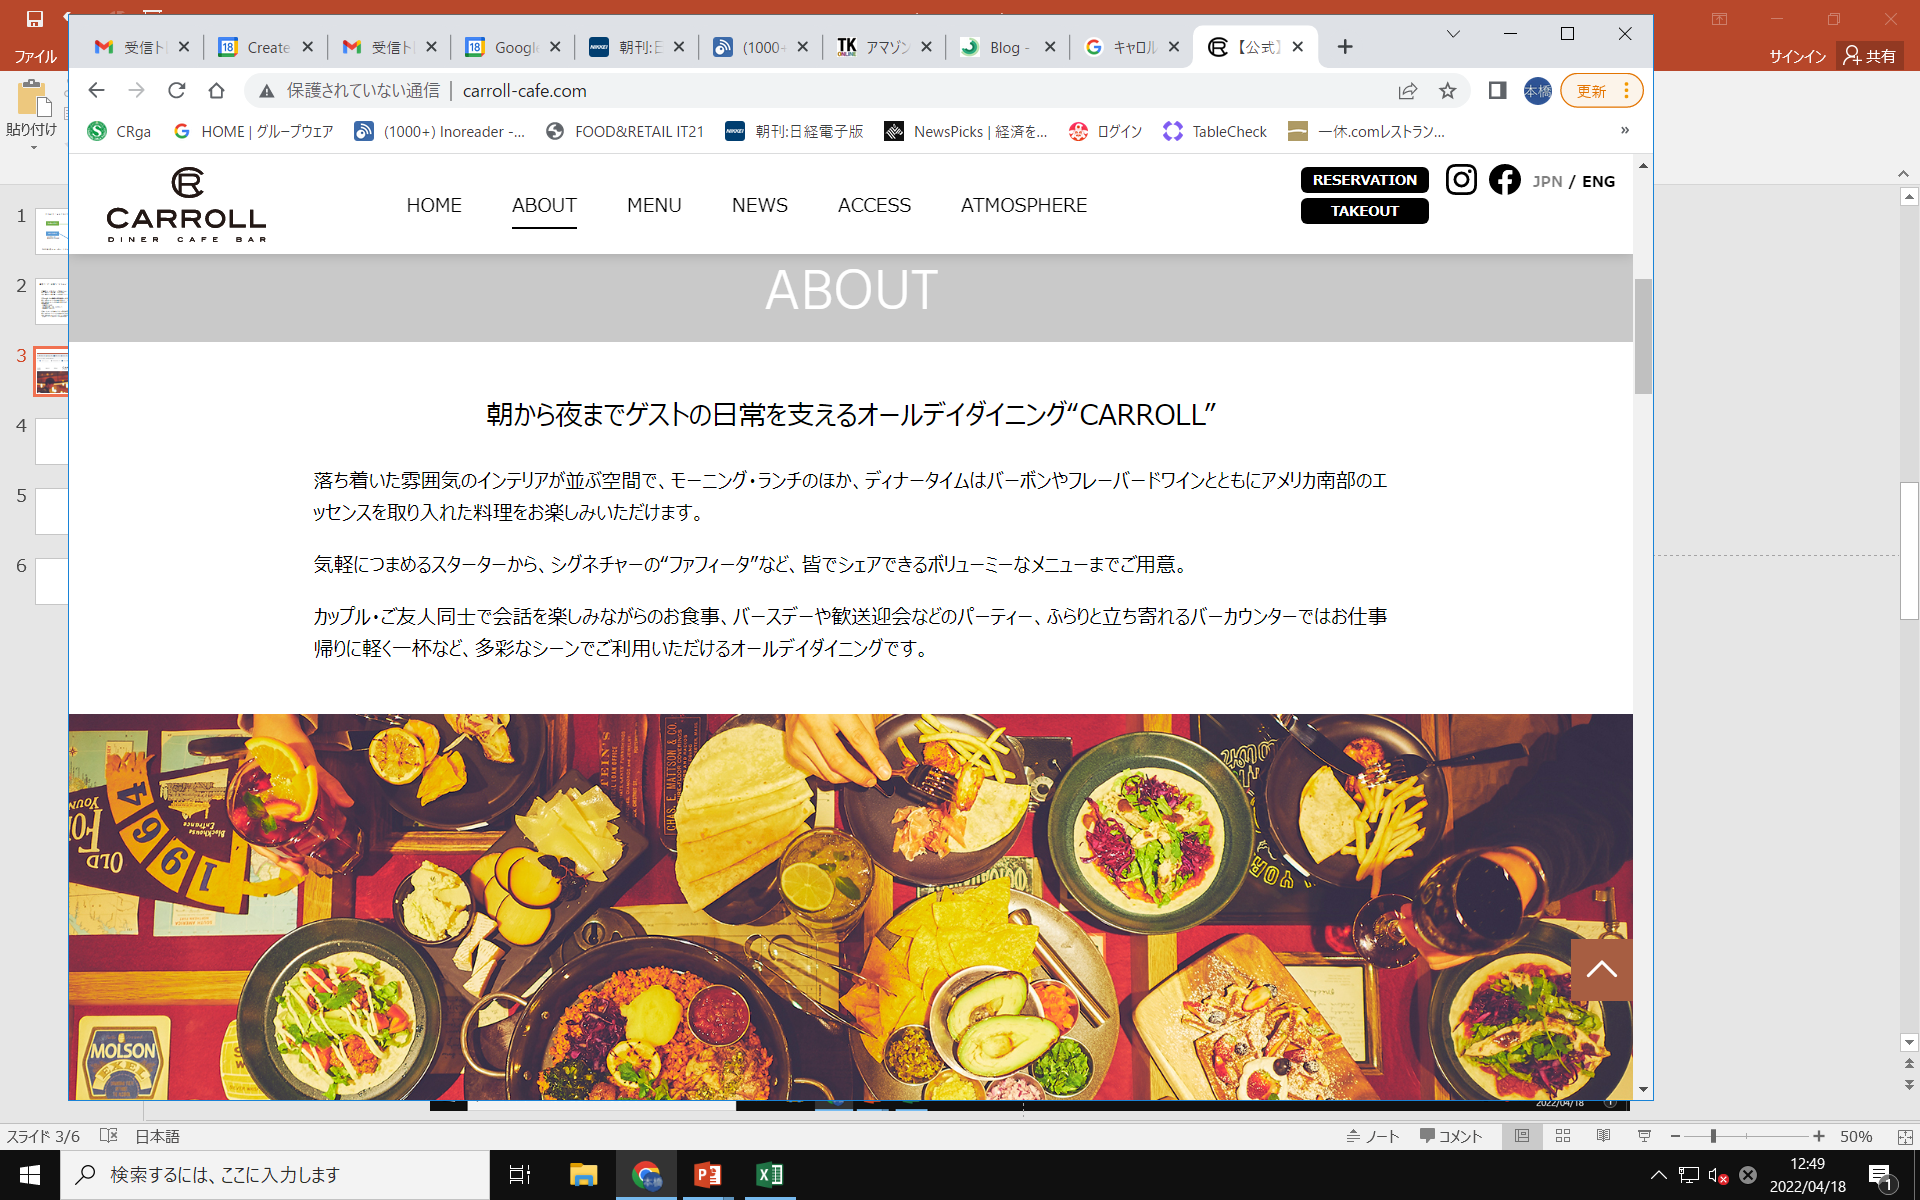 ファイル
サインイン
共有
貼り付け
受信ト
Create
受信ト
Google
朝刊:日
(1000+
アマゾン
Blog -
キャロル
【公式】
保護されていない通信
carroll-cafe.com
本橋
更新
CRga
HOME | グループウェア
(1000+) Inoreader -...
FOOD&RETAIL IT21
朝刊:日経電子版
NewsPicks | 経済を...
ログイン
TableCheck
一休.comレストラン...
»
CARROLL
DINER CAFE BAR
HOME
ABOUT
MENU
NEWS
ACCESS
ATMOSPHERE
RESERVATION
TAKEOUT
JPN / ENG
1
2
3
4
5
6
ABOUT
朝から夜までゲストの日常を支えるオールデイダイニング“CARROLL”
落ち着いた雰囲気のインテリアが並ぶ空間で、モーニング・ランチのほか、ディナータイムはバーボンやフレーバードワインとともにアメリカ南部のエ
ッセンスを取り入れた料理をお楽しみいただけます。
気軽につまめるスターターから、シグネチャーの“ファフィータ”など、皆でシェアできるボリューミーなメニューまでご用意。
カップル・ご友人同士で会話を楽しみながらのお食事、バースデーや歓送迎会などのパーティー、ふらりと立ち寄れるバーカウンターではお仕事
帰りに軽く一杯など、多彩なシーンでご利用いただけるオールデイダイニングです。
CHAS. E. MATTSON & CO.
1964
OLD
MOLSON
2022/04/18
スライド 3/6
日本語
ノート
コメント
50%
検索するには、ここに入力します
12:49
2022/04/18
1